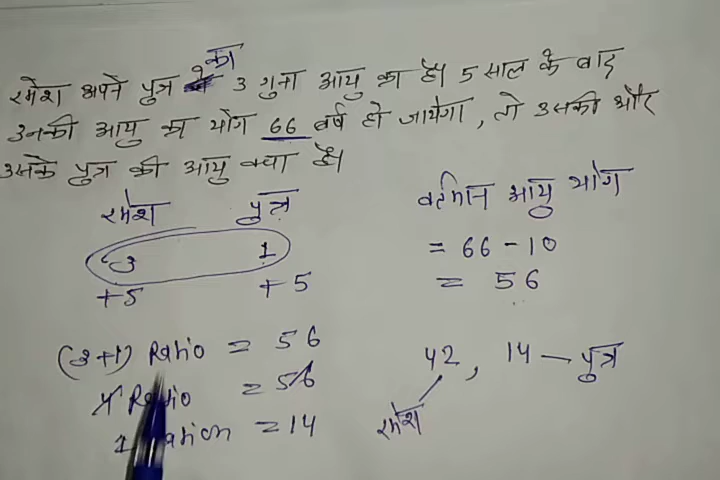 रमेश अपने पुत्र का 3 गुना आयु का है। 5 साल के बाद
उनकी आयु का योग 66 वर्ष हो जायेगा, तो उसकी और
उसके पुत्र की आयु क्या है।
रमेश पुत्र
3 1
+5 +5
(3+1) Ratio = 56
4 Ratio = 56
1 = 14
वर्तमान आयु योग
= 66 - 10
= 56
42, 14 — पुत्र
रमेश